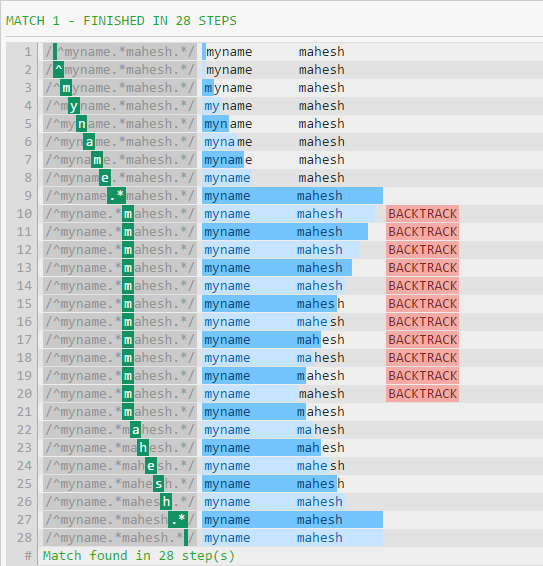 MATCH 1 - FINISHED IN 28 STEPS
1 /^myname.*mahesh.*/ myname mahesh
2 /^myname.*mahesh.*/ myname mahesh
3 /^myname.*mahesh.*/ myname mahesh
4 /^myname.*mahesh.*/ myname mahesh
5 /^myname.*mahesh.*/ myname mahesh
6 /^myname.*mahesh.*/ myname mahesh
7 /^myname.*mahesh.*/ myname mahesh
8 /^myname.*mahesh.*/ myname mahesh
9 /^myname.*mahesh.*/ myname mahesh
10 /^myname.*mahesh.*/ myname mahesh BACKTRACK
11 /^myname.*mahesh.*/ myname mahesh BACKTRACK
12 /^myname.*mahesh.*/ myname mahesh BACKTRACK
13 /^myname.*mahesh.*/ myname mahesh BACKTRACK
14 /^myname.*mahesh.*/ myname mahesh BACKTRACK
15 /^myname.*mahesh.*/ myname mahesh BACKTRACK
16 /^myname.*mahesh.*/ myname mahesh BACKTRACK
17 /^myname.*mahesh.*/ myname mahesh BACKTRACK
18 /^myname.*mahesh.*/ myname mahesh BACKTRACK
19 /^myname.*mahesh.*/ myname mahesh BACKTRACK
20 /^myname.*mahesh.*/ myname mahesh BACKTRACK
21 /^myname.*mahesh.*/ myname mahesh
22 /^myname.*mahesh.*/ myname mahesh
23 /^myname.*mahesh.*/ myname mahesh
24 /^myname.*mahesh.*/ myname mahesh
25 /^myname.*mahesh.*/ myname mahesh
26 /^myname.*mahesh.*/ myname mahesh
27 /^myname.*mahesh.*/ myname mahesh
28 /^myname.*mahesh.*/ myname mahesh
# Match found in 28 step(s)